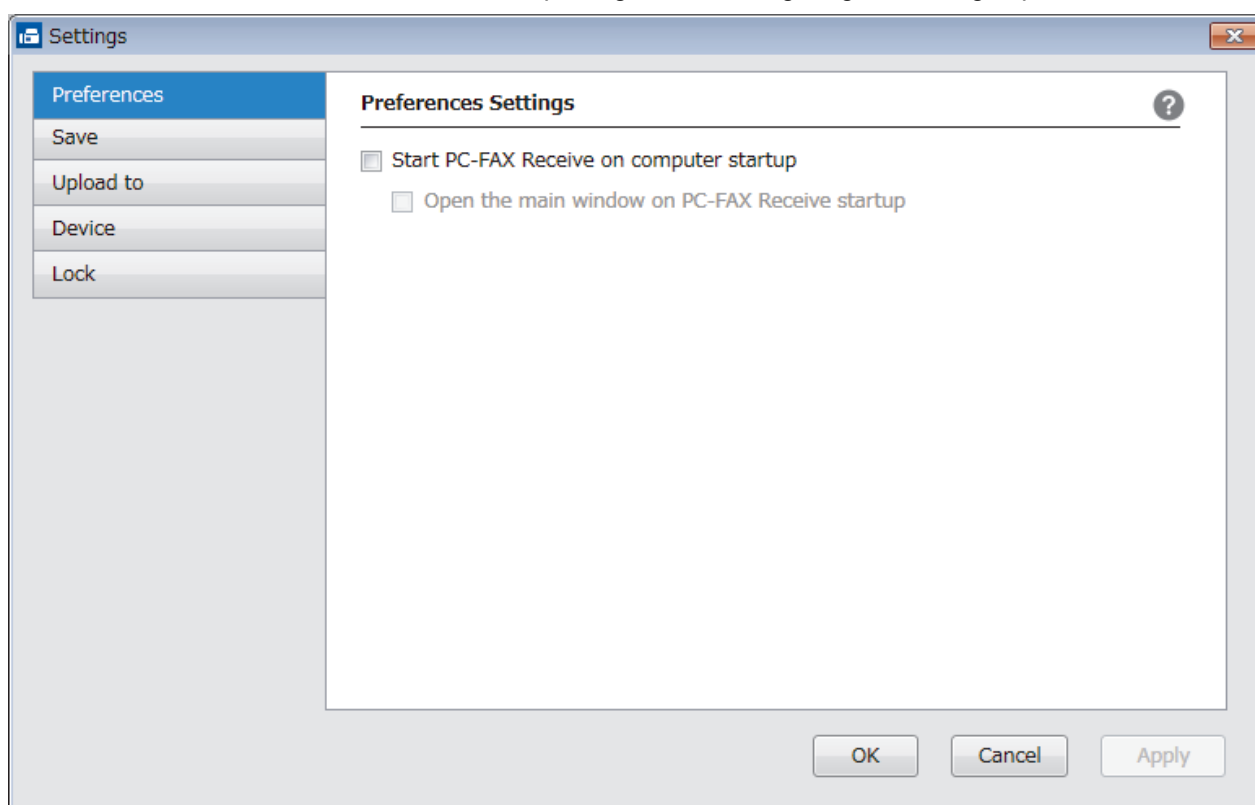 Settings
Preferences
Save
Upload to
Device
Lock
Preferences Settings
?
Start PC-FAX Receive on computer startup
Open the main window on PC-FAX Receive startup
OK
Cancel
Apply